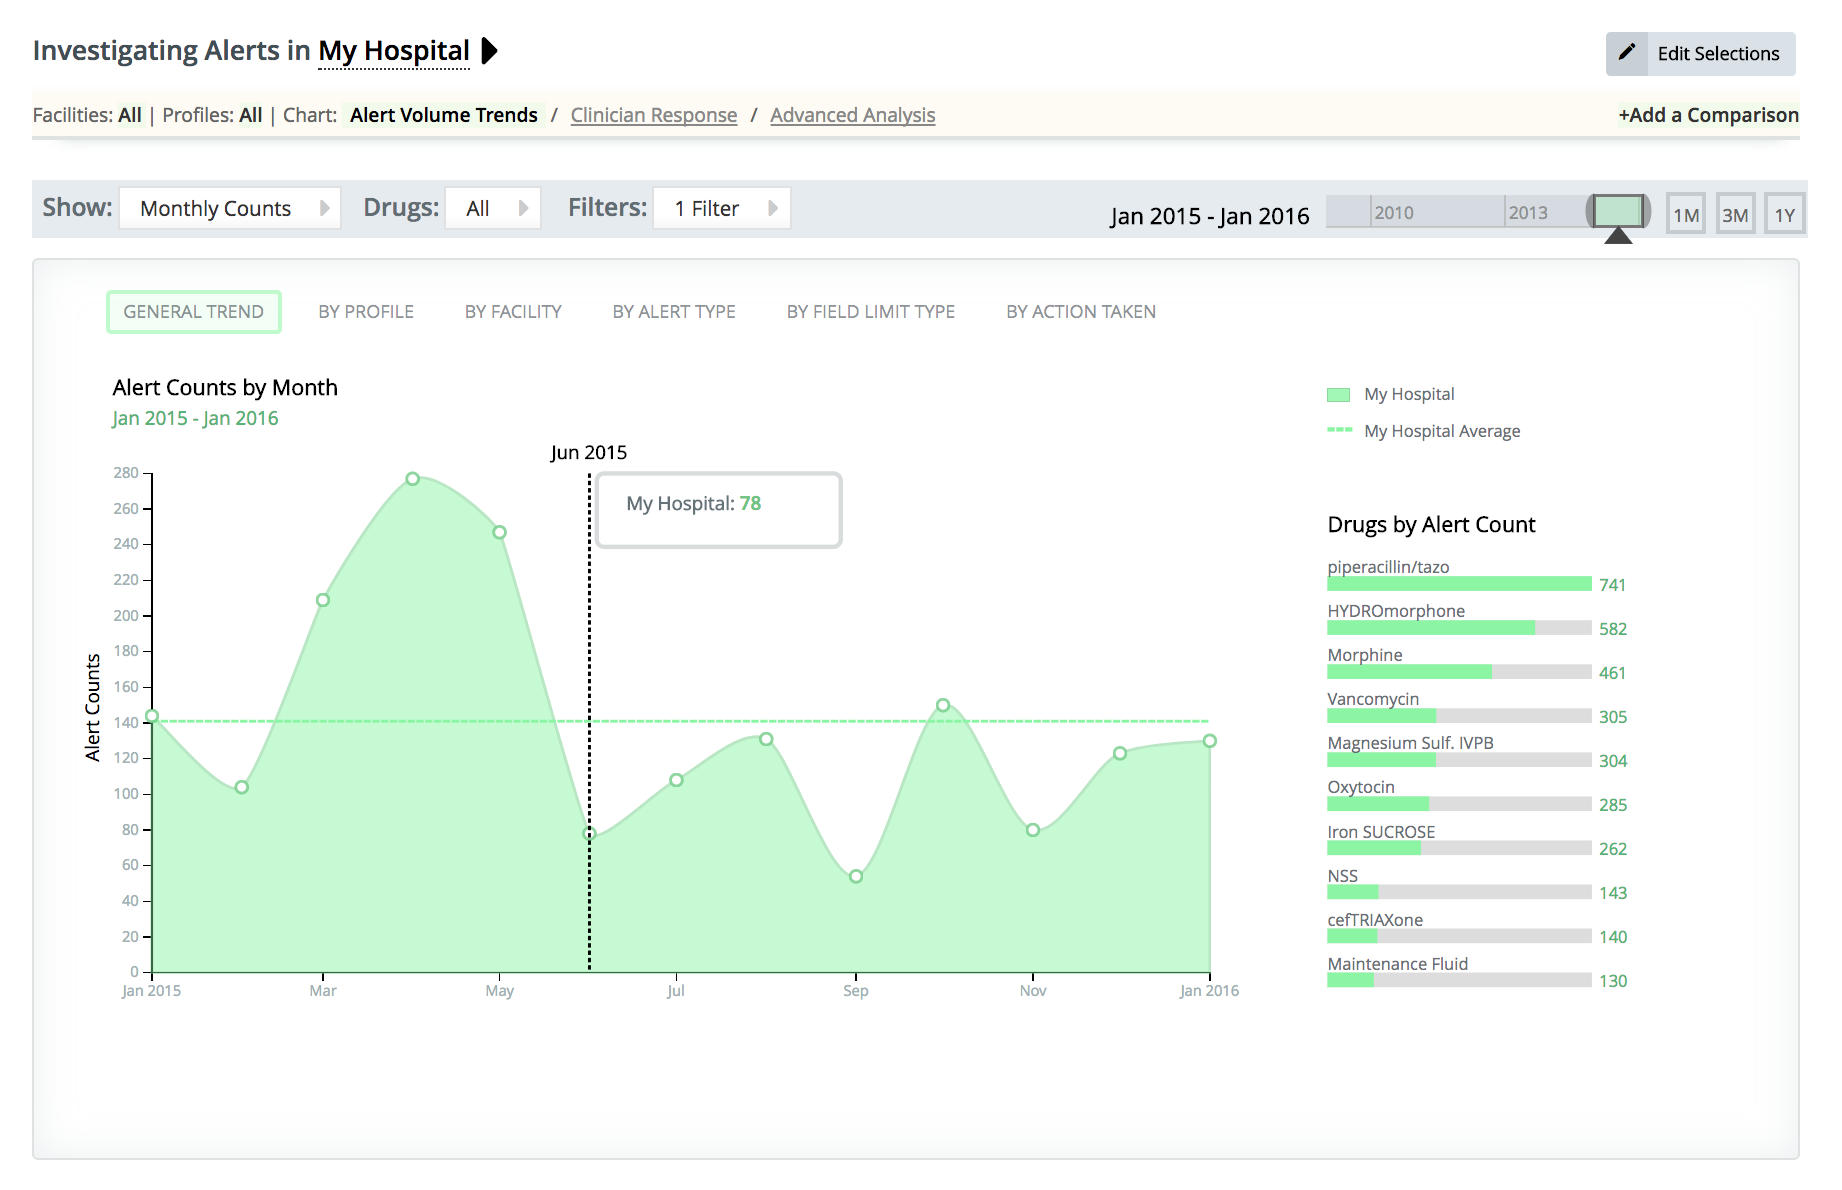 Investigating Alerts in My Hospital
Edit Selections
Facilities: All | Profiles: All | Chart: Alert Volume Trends / Clinician Response / Advanced Analysis
+Add a Comparison
Show: Monthly Counts Drugs: All Filters: 1 Filter
Jan 2015 - Jan 2016
2010 2013
1M 3M 1Y
GENERAL TREND BY PROFILE BY FACILITY BY ALERT TYPE BY FIELD LIMIT TYPE BY ACTION TAKEN
Alert Counts by Month
Jan 2015 - Jan 2016
Jun 2015
My Hospital: 78
Alert Counts
280
260
240
220
200
180
160
140
120
100
80
60
40
20
0
Jan 2015 Mar May Jul Sep Nov Jan 2016
My Hospital
My Hospital Average
Drugs by Alert Count
piperacillin/tazo
741
HYDROmorphone
582
Morphine
461
Vancomycin
305
Magnesium Sulf. IVPB
304
Oxytocin
285
Iron SUCROSE
262
NSS
143
cefTRIAXone
140
Maintenance Fluid
130